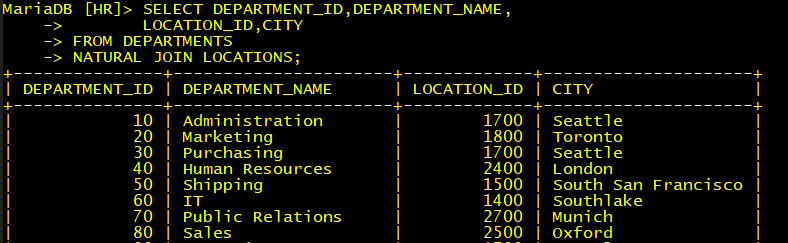 MariaDB [HR]> SELECT DEPARTMENT_ID,DEPARTMENT_NAME,
    ->         LOCATION_ID,CITY
    -> FROM DEPARTMENTS
    -> NATURAL JOIN LOCATIONS;
+---------------+----------------------+-------------+---------------------+
| DEPARTMENT_ID | DEPARTMENT_NAME      | LOCATION_ID | CITY                |
+---------------+----------------------+-------------+---------------------+
|            10 | Administration       |        1700 | Seattle             |
|            20 | Marketing            |        1800 | Toronto             |
|            30 | Purchasing           |        1700 | Seattle             |
|            40 | Human Resources      |        2400 | London              |
|            50 | Shipping             |        1500 | South San Francisco |
|            60 | IT                   |        1400 | Southlake           |
|            70 | Public Relations     |        2700 | Munich              |
|            80 | Sales                |        2500 | Oxford              |